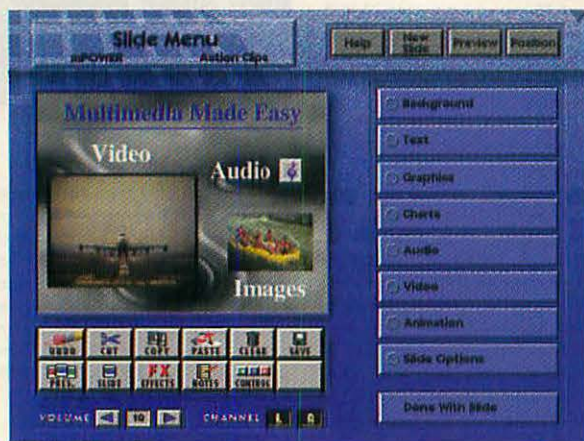 Slide Menu
mPOWER Action Clips
Help
New Slide
Preview
Position
Multimedia Made Easy
Video
Audio
Images
Background
Text
Graphics
Charts
Audio
Video
Animation
Slide Options
Done With Slide
UNDO CUT COPY PASTE CLEAR SAVE
PRES. SLIDE EFFECTS NOTES CONTROL
VOLUME 10 CHANNEL L R